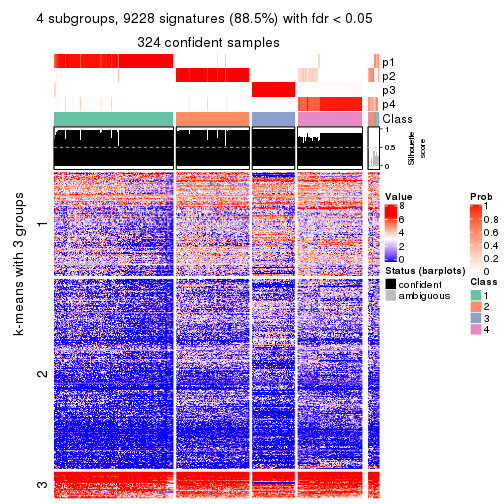 4 subgroups, 9228 signatures (88.5%) with fdr < 0.05
324 confident samples
p1
p2
p3
p4
Class
1
0.5
0
Silhouette
score
k-means with 3 groups
1
2
3
Value
8
6
4
2
0
Status (barplots)
confident
ambiguous
Prob
1
0.8
0.6
0.4
0.2
0
Class
1
2
3
4